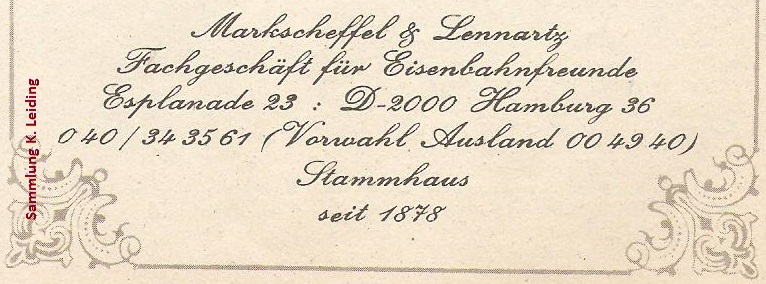 Markscheffel & Lennartz
Fachgeschäft für Eisenbahnfreunde
Esplanade 23 : D-2000 Hamburg 36
040/343561 (Vorwahl Ausland 004940)
Stammhaus
seit 1878
Sammlung K. Leiding